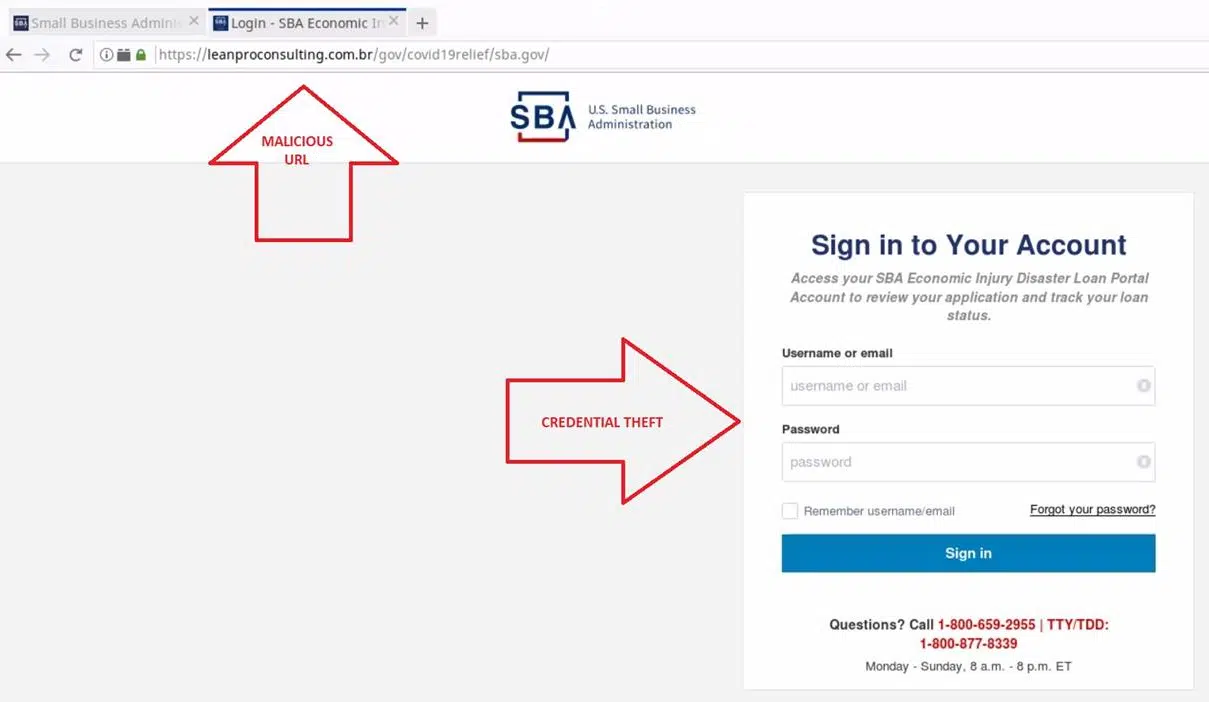 Small Business Admini
Login - SBA Economic In
https://leanproconsulting.com.br/gov/covid19relief/sba.gov/
SBA
U.S. Small Business
Administration
MALICIOUS
URL
Sign in to Your Account
Access your SBA Economic Injury Disaster Loan Portal
Account to review your application and track your loan
status.
Username or email
username or email
CREDENTIAL THEFT
Password
password
Remember username/email
Forgot your password?
Sign in
Questions? Call 1-800-659-2955 | TTY/TDD:
1-800-877-8339
Monday - Sunday, 8 a.m. - 8 p.m. ET